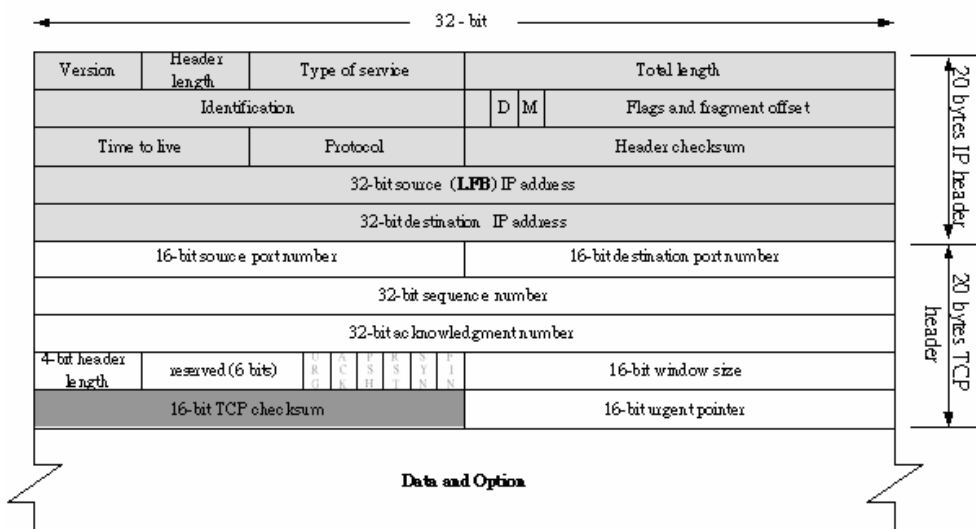 32 - bit
Version
Header length
Type of service
Total length
Identification
D
M
Flags and fragment offset
Time to live
Protocol
Header checksum
32-bit source (LFB) IP address
32-bit destination IP address
20 bytes IP header
16-bit source port number
16-bit destination port number
32-bit sequence number
32-bit acknowledgment number
4-bit header length
reserved (6 bits)
URG
ACK
PSH
RST
SYN
FIN
16-bit window size
16-bit TCP checksum
16-bit urgent pointer
20 bytes TCP header
Data and Option